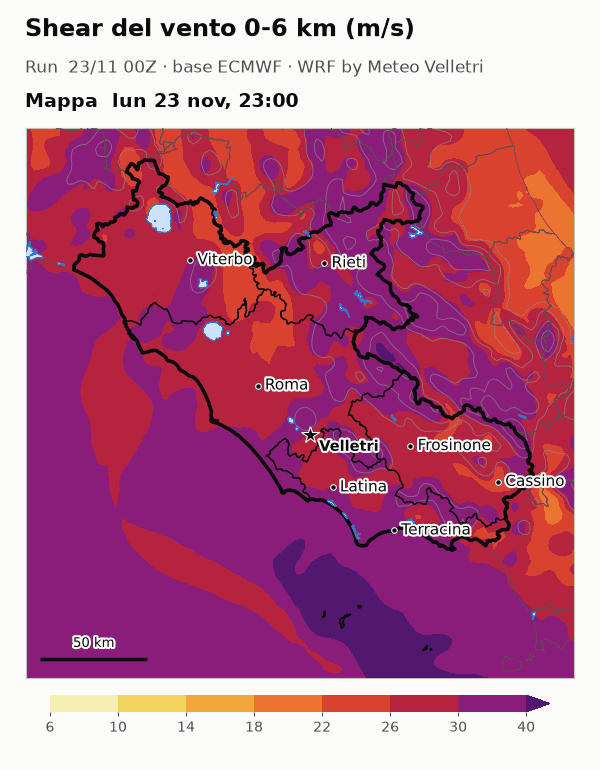 Shear del vento 0-6 km (m/s)
Run  23/11 00Z · base ECMWF · WRF by Meteo Velletri
Mappa  lun 23 nov, 23:00
Viterbo
Rieti
Roma
Velletri
Frosinone
Cassino
Latina
Terracina
50 km
6 10 14 18 22 26 30 40